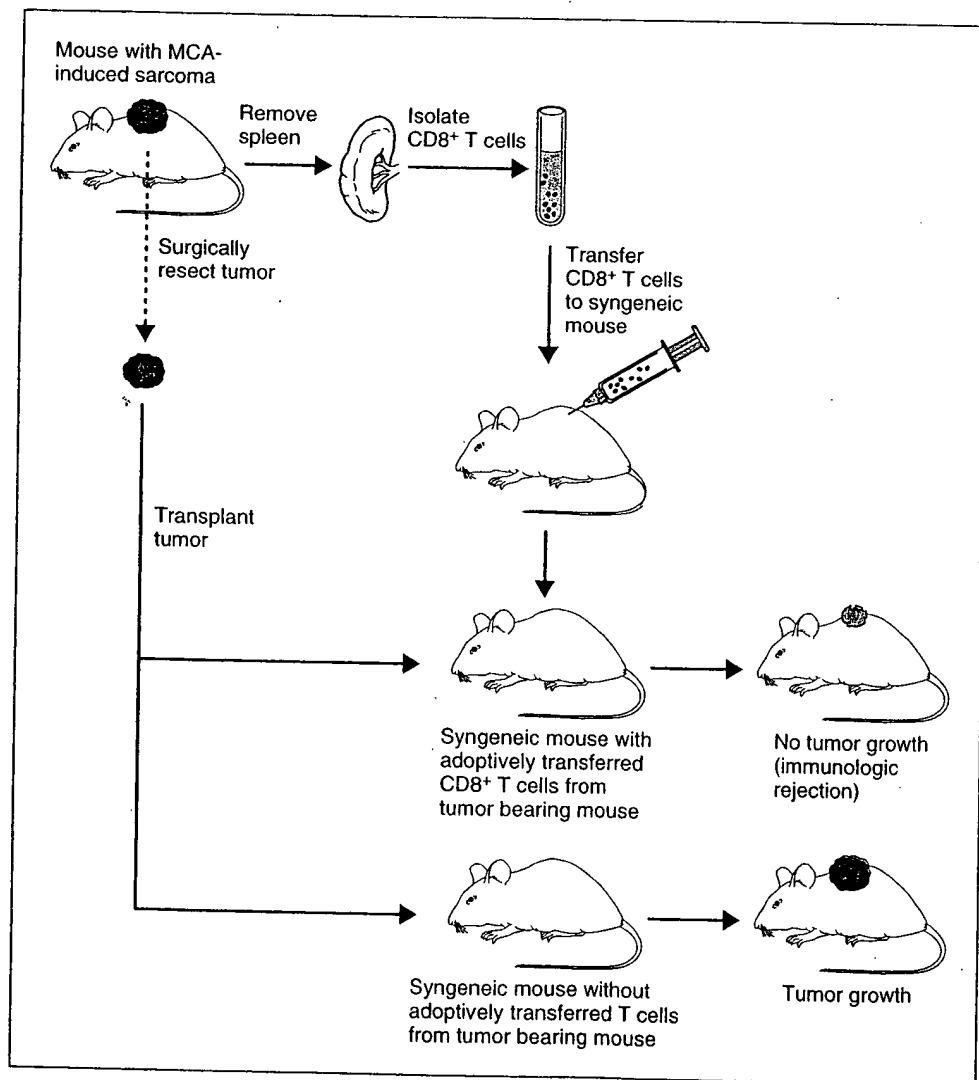 Mouse with MCA-
induced sarcoma
Remove
spleen
Isolate
CD8+ T cells
Surgically
resect tumor
Transfer
CD8+ T cells
to syngeneic
mouse
Transplant
tumor
Syngeneic mouse with
adoptively transferred
CD8+ T cells from
tumor bearing mouse
No tumor growth
(immunologic
rejection)
Syngeneic mouse without
adoptively transferred T cells
from tumor bearing mouse
Tumor growth